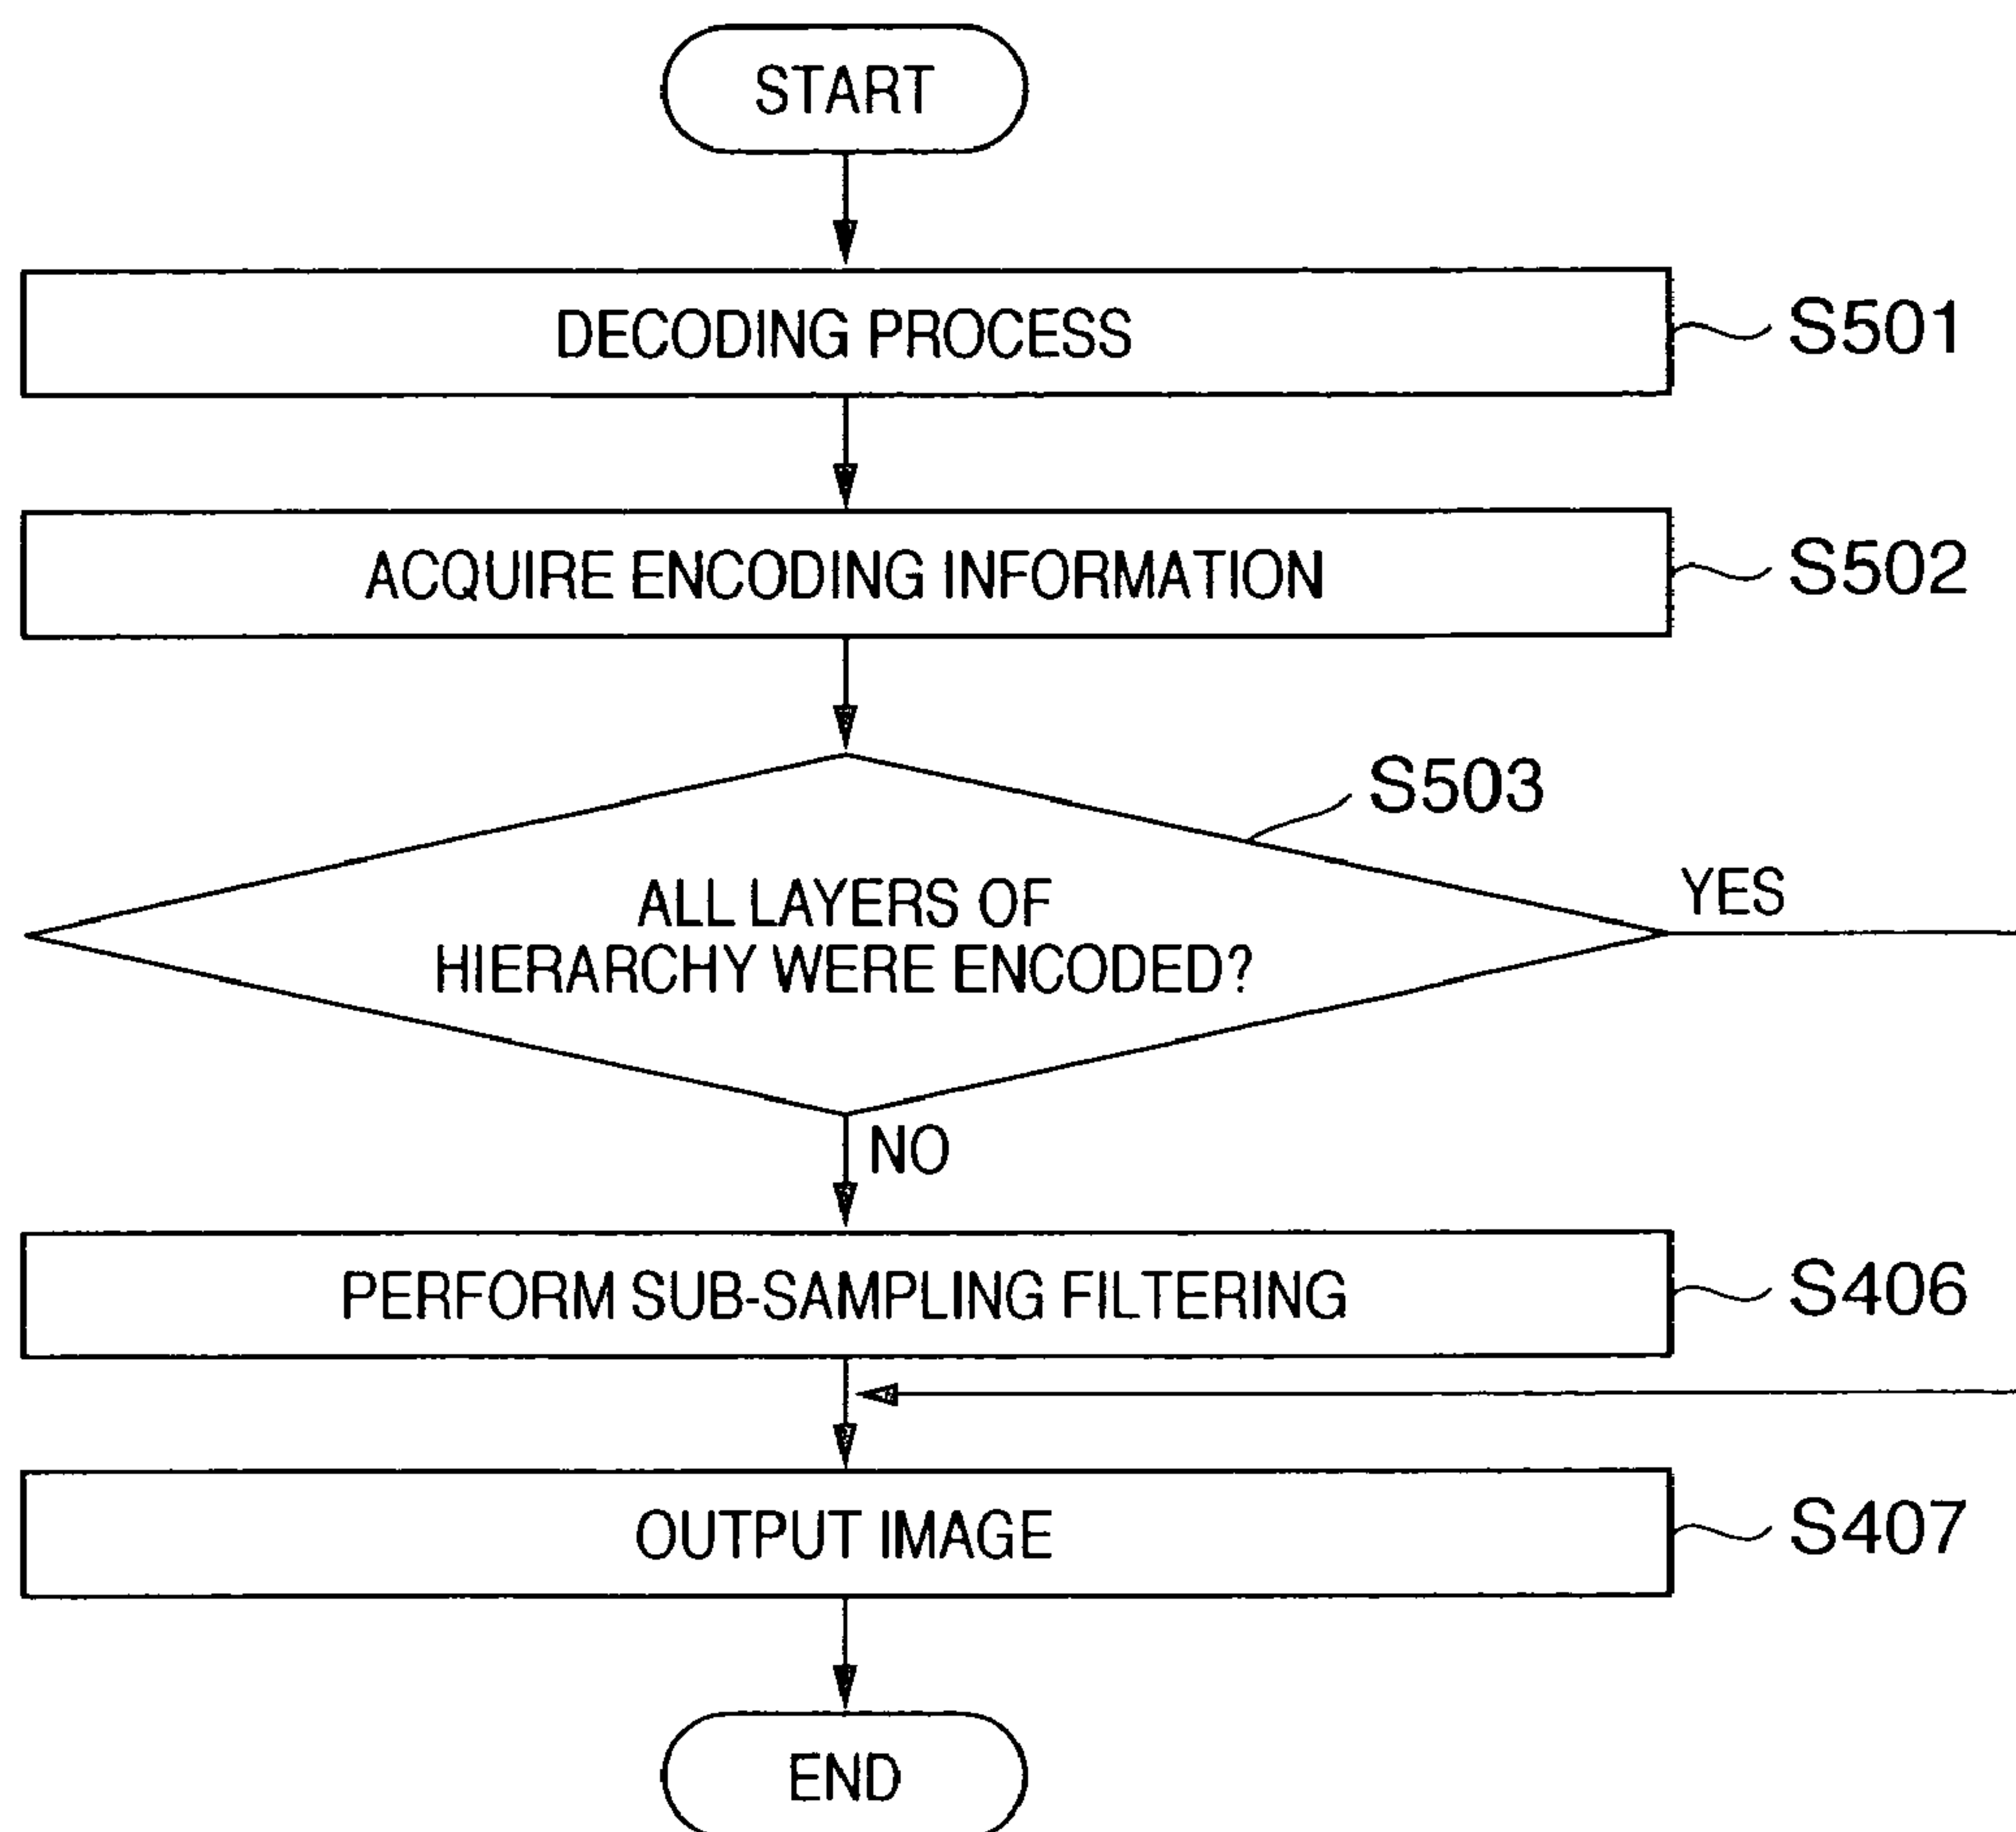 START
DECODING PROCESS
S501
ACQUIRE ENCODING INFORMATION
S502
S503
ALL LAYERS OF
HIERARCHY WERE ENCODED?
YES
NO
PERFORM SUB-SAMPLING FILTERING
S406
OUTPUT IMAGE
S407
END